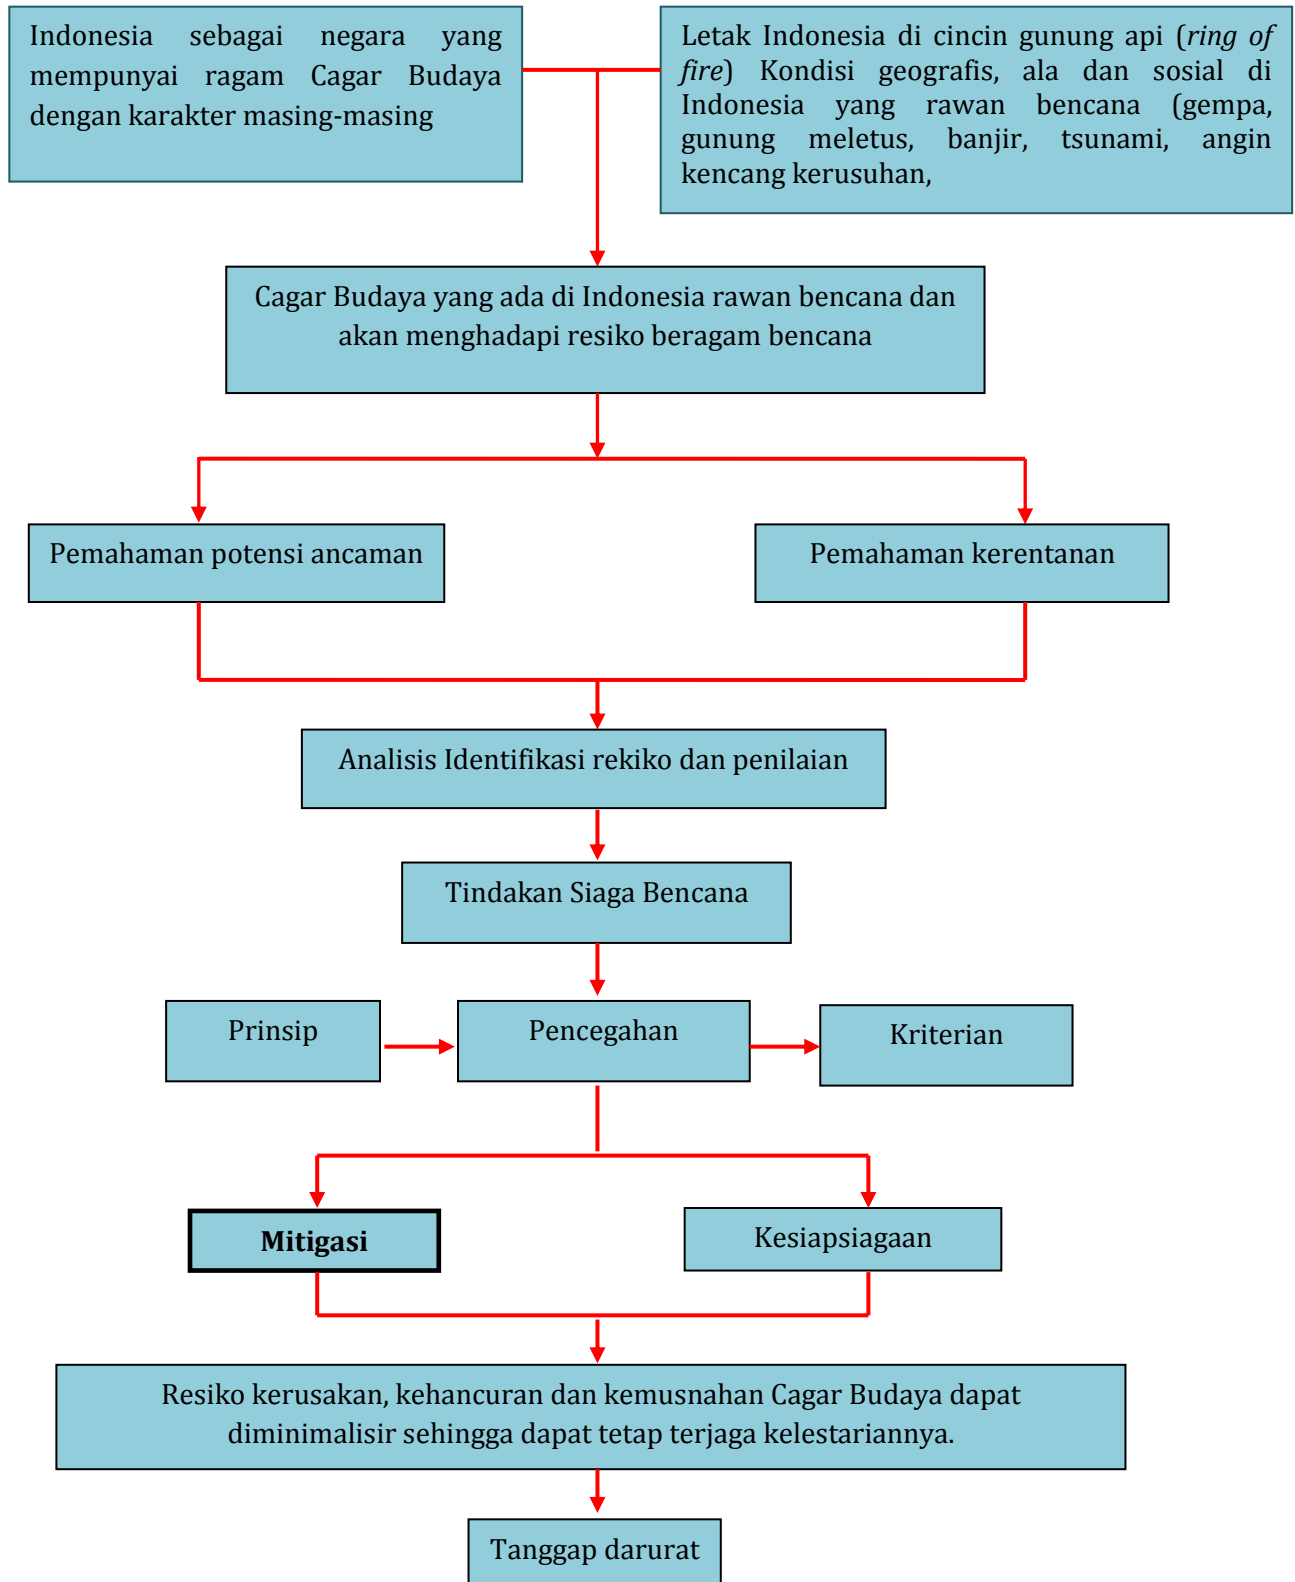 Indonesia sebagai negara yang
mempunyai ragam Cagar Budaya
dengan karakter masing-masing
Letak Indonesia di cincin gunung api (ring of
fire) Kondisi geografis, ala dan sosial di
Indonesia yang rawan bencana (gempa,
gunung meletus, banjir, tsunami, angin
kencang kerusuhan,
Cagar Budaya yang ada di Indonesia rawan bencana dan
akan menghadapi resiko beragam bencana
Pemahaman potensi ancaman
Pemahaman kerentanan
Analisis Identifikasi rekiko dan penilaian
Tindakan Siaga Bencana
Prinsip
Pencegahan
Kriterian
Mitigasi
Kesiapsiagaan
Resiko kerusakan, kehancuran dan kemusnahan Cagar Budaya dapat
diminimalisir sehingga dapat tetap terjaga kelestariannya.
Tanggap darurat